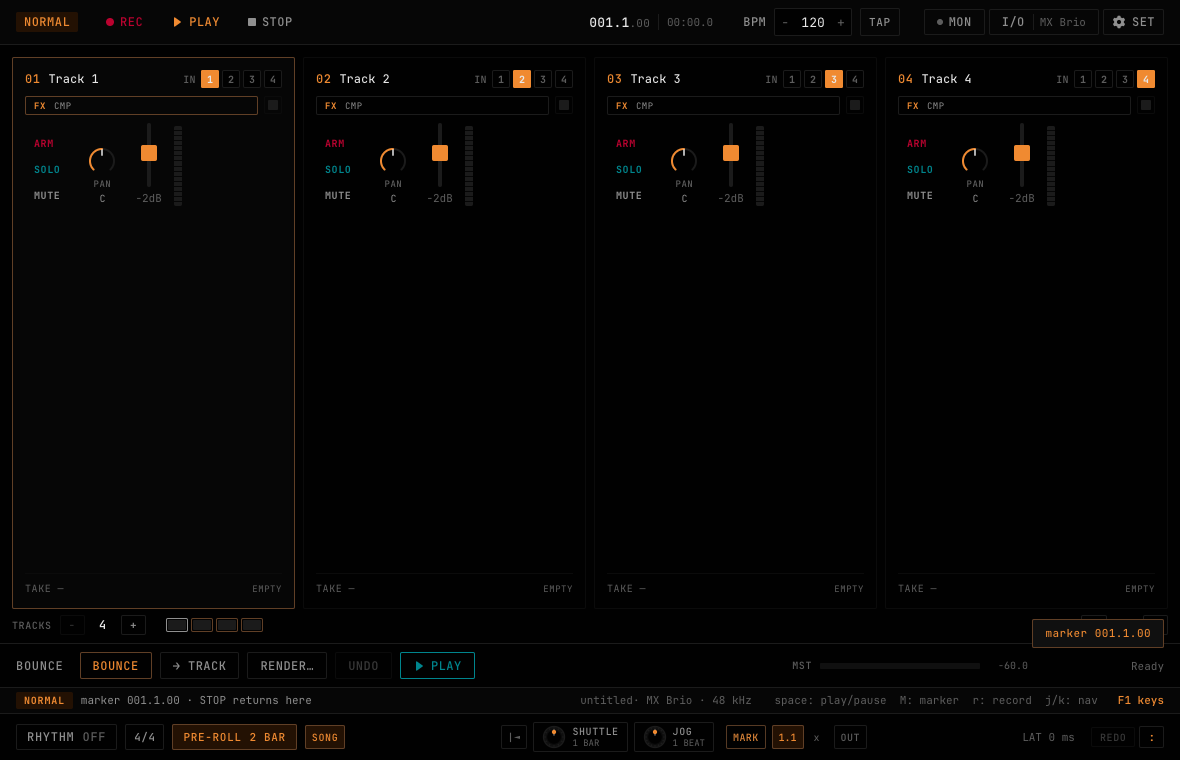 NORMAL REC PLAY STOP 001.1.00 00:00.0 BPM - 120 + TAP MON I/O MX Brio SET
01 Track 1 IN 1 2 3 4
FX CMP
ARM
SOLO
MUTE
PAN
C
-2dB
TAKE —
EMPTY
02 Track 2 IN 1 2 3 4
FX CMP
ARM
SOLO
MUTE
PAN
C
-2dB
TAKE —
EMPTY
03 Track 3 IN 1 2 3 4
FX CMP
ARM
SOLO
MUTE
PAN
C
-2dB
TAKE —
EMPTY
04 Track 4 IN 1 2 3 4
FX CMP
ARM
SOLO
MUTE
PAN
C
-2dB
TAKE —
EMPTY
TRACKS - 4 +
marker 001.1.00
BOUNCE BOUNCE → TRACK RENDER… UNDO PLAY MST -60.0 Ready
NORMAL marker 001.1.00 · STOP returns here untitled· MX Brio · 48 kHz space: play/pause M: marker r: record j/k: nav F1 keys
RHYTHM OFF 4/4 PRE-ROLL 2 BAR SONG |→ SHUTTLE 1 BAR JOG 1 BEAT MARK 1.1 x OUT LAT 0 ms REDO :